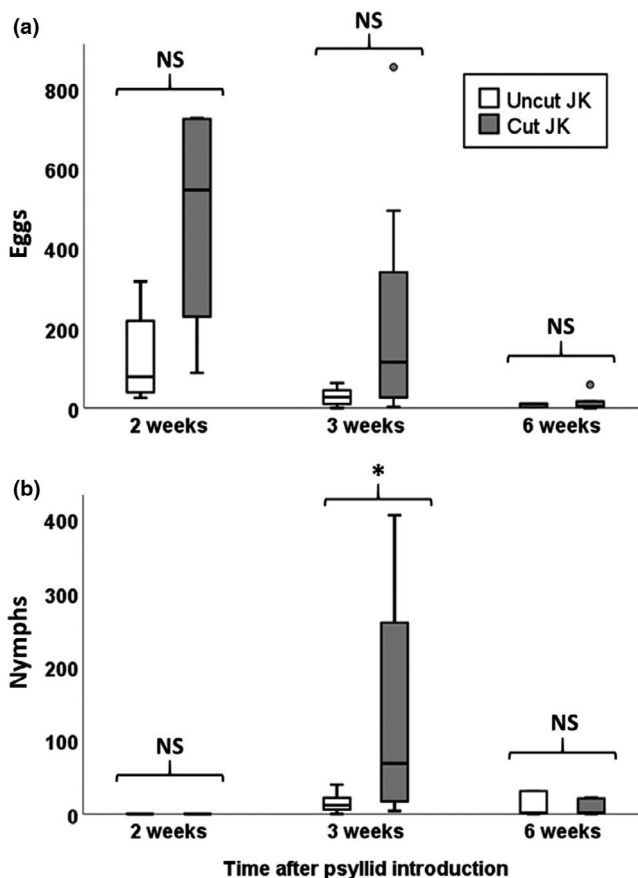 (a)
NS
NS
Uncut JK
Cut JK
800
600
400
200
0
Eggs
NS
2 weeks
3 weeks
6 weeks
(b)
*
400
300
200
100
0
Nymphs
NS
NS
2 weeks
3 weeks
6 weeks
Time after psyllid introduction